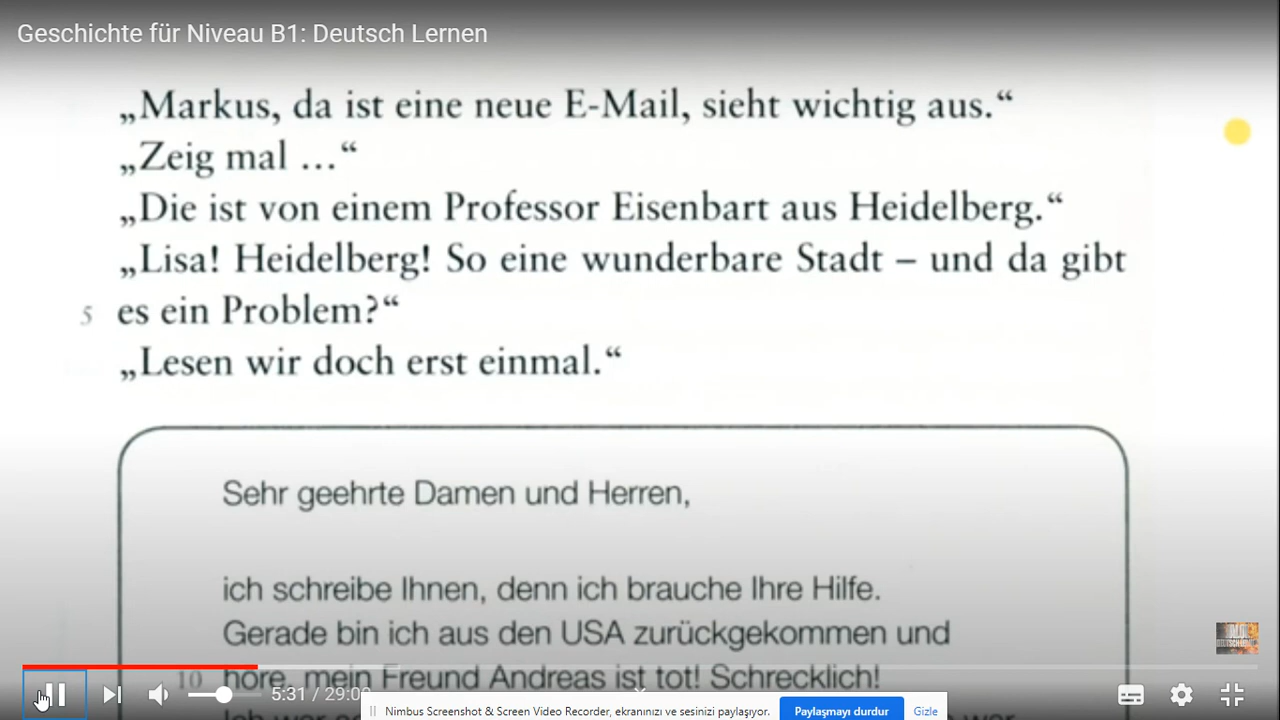 Geschichte für Niveau B1: Deutsch Lernen
„Markus, da ist eine neue E-Mail, sieht wichtig aus.“
„Zeig mal …“
„Die ist von einem Professor Eisenbart aus Heidelberg.“
„Lisa! Heidelberg! So eine wunderbare Stadt – und da gibt
5 es ein Problem?“
„Lesen wir doch erst einmal.“
Sehr geehrte Damen und Herren,
ich schreibe Ihnen, denn ich brauche Ihre Hilfe.
Gerade bin ich aus den USA zurückgekommen und
10 höre, mein Freund Andreas ist tot! Schrecklich!
5:31 / 29:0
Nimbus Screenshot & Screen Video Recorder, ekranınızı ve sesinizi paylaşıyor.
Paylaşmayı durdur
Gizle